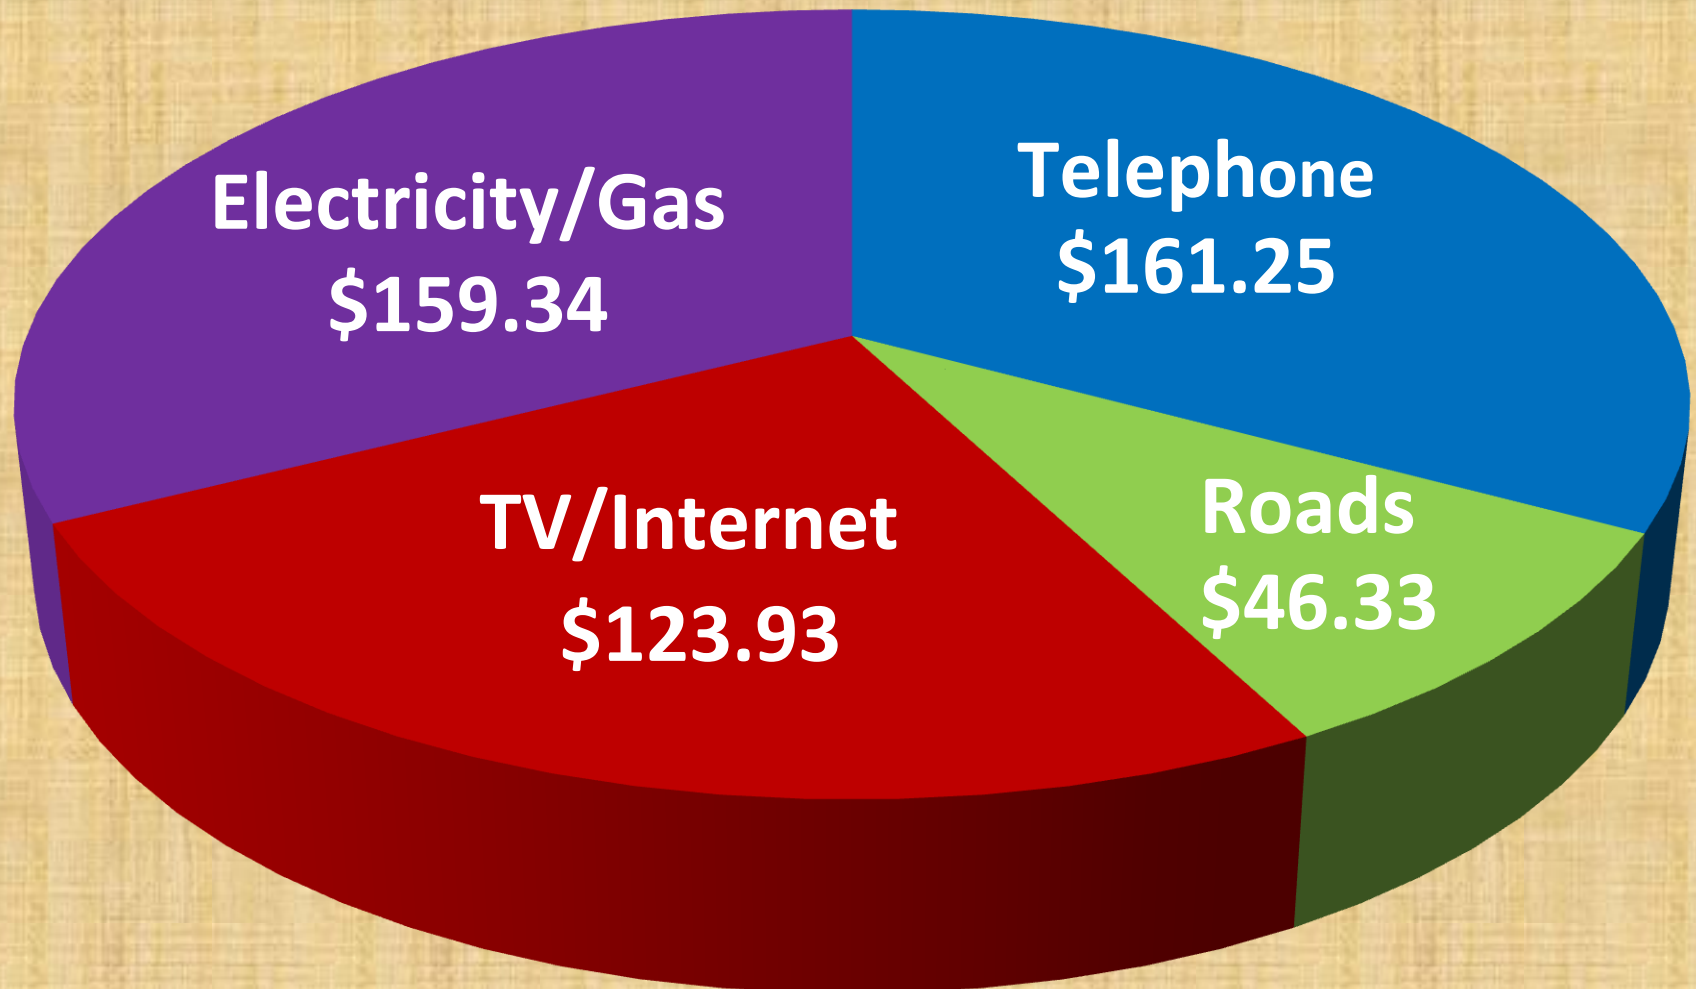 Electricity/Gas
$159.34
Telephone
$161.25
TV/Internet
$123.93
Roads
$46.33